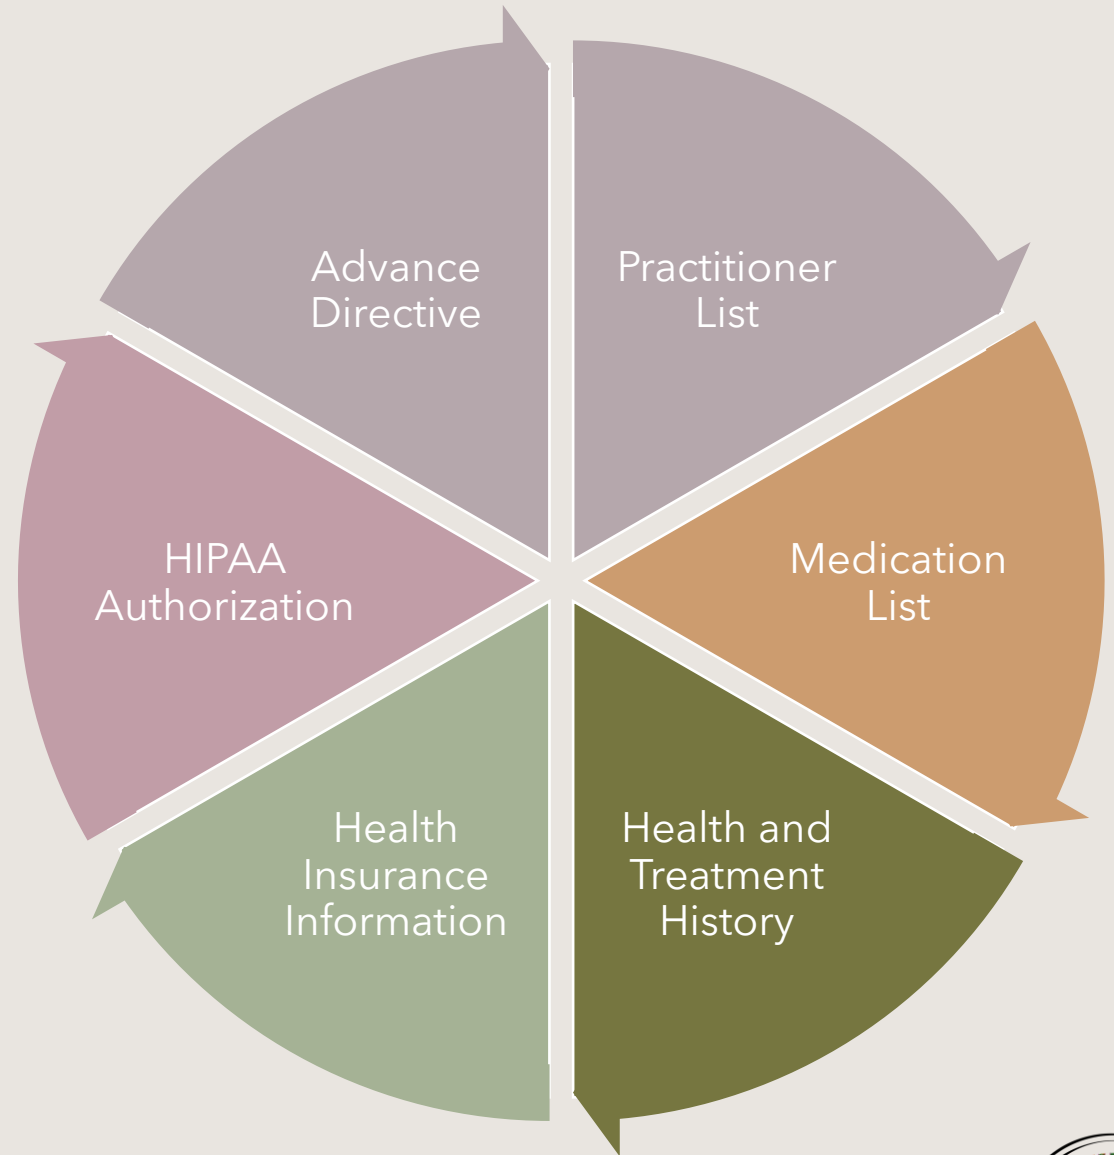 Advance
Directive
Practitioner
List
HIPAA
Authorization
Medication
List
Health
Insurance
Information
Health and
Treatment
History